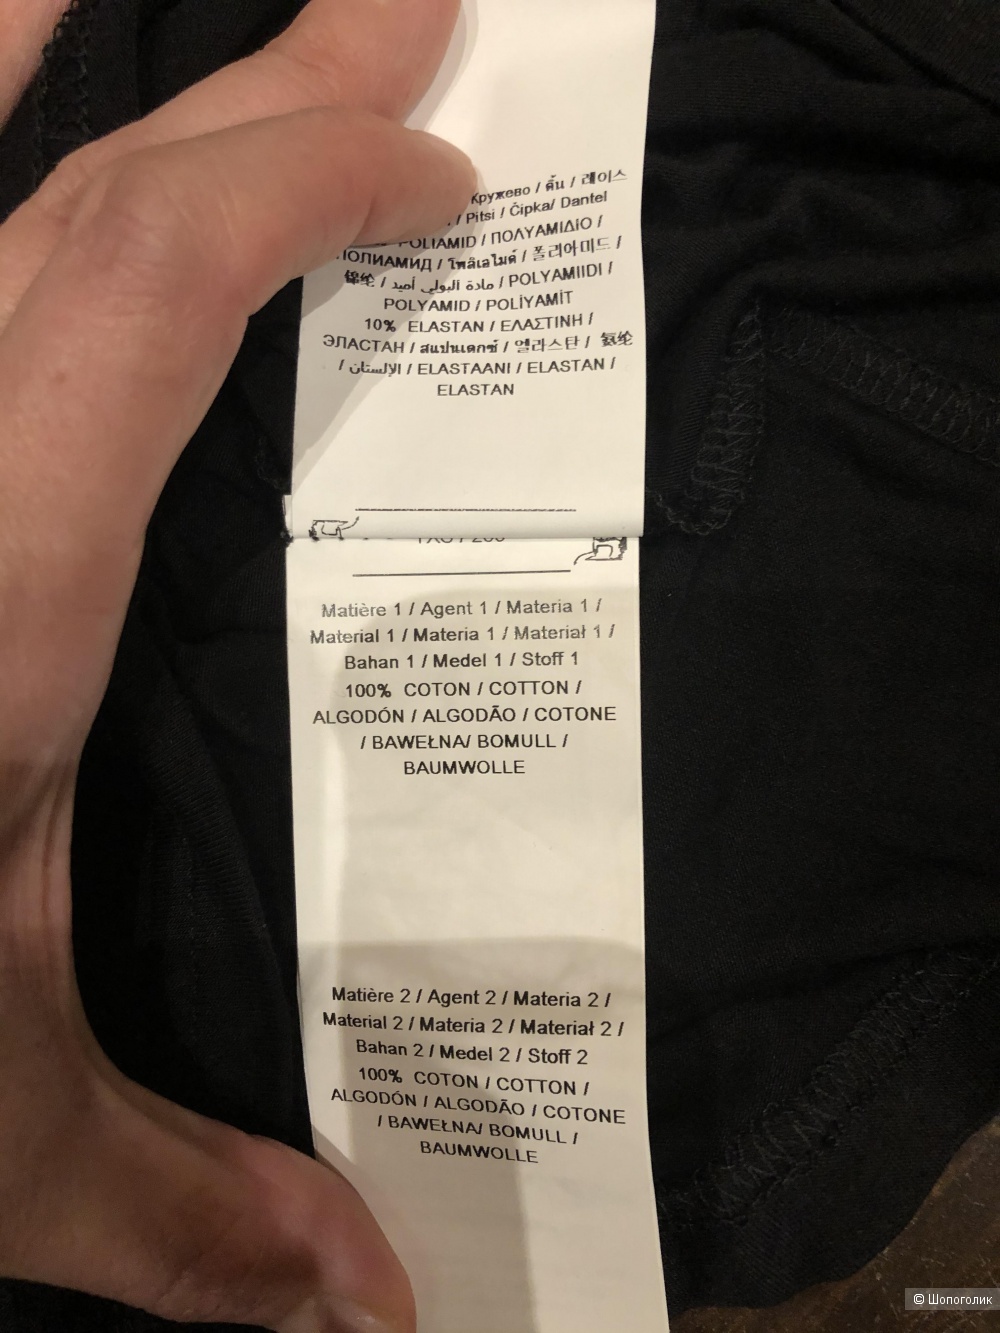 Кружево / ดิ้น / 레이스
/ Pitsi / Čipka/ Dantel
POLIAMID / ΠΟΛΥΑΜΙΔΙΟ /
ПОЛИАМИД / โพลีเอไมด์ / 폴리아미드 /
锦纶 / مادة البولي أميد / POLYAMIIDI /
POLYAMID / POLİYAMİT
10% ELASTAN / ΕΛΑΣΤΙΝΗ /
ЭЛАСТАН / สแปนเดกซ์ / 엘라스탄 / 氨纶
/ الإلستان / ELASTAANI / ELASTAN /
ELASTAN
Matière 1 / Agent 1 / Materia 1 /
Material 1 / Materia 1 / Materiał 1 /
Bahan 1 / Medel 1 / Stoff 1
100% COTON / COTTON /
ALGODÓN / ALGODÃO / COTONE
/ BAWEŁNA/ BOMULL /
BAUMWOLLE
Matière 2 / Agent 2 / Materia 2 /
Material 2 / Materia 2 / Materiał 2 /
Bahan 2 / Medel 2 / Stoff 2
100% COTON / COTTON /
ALGODÓN / ALGODÃO / COTONE
/ BAWEŁNA/ BOMULL /
BAUMWOLLE
© Шопоголик